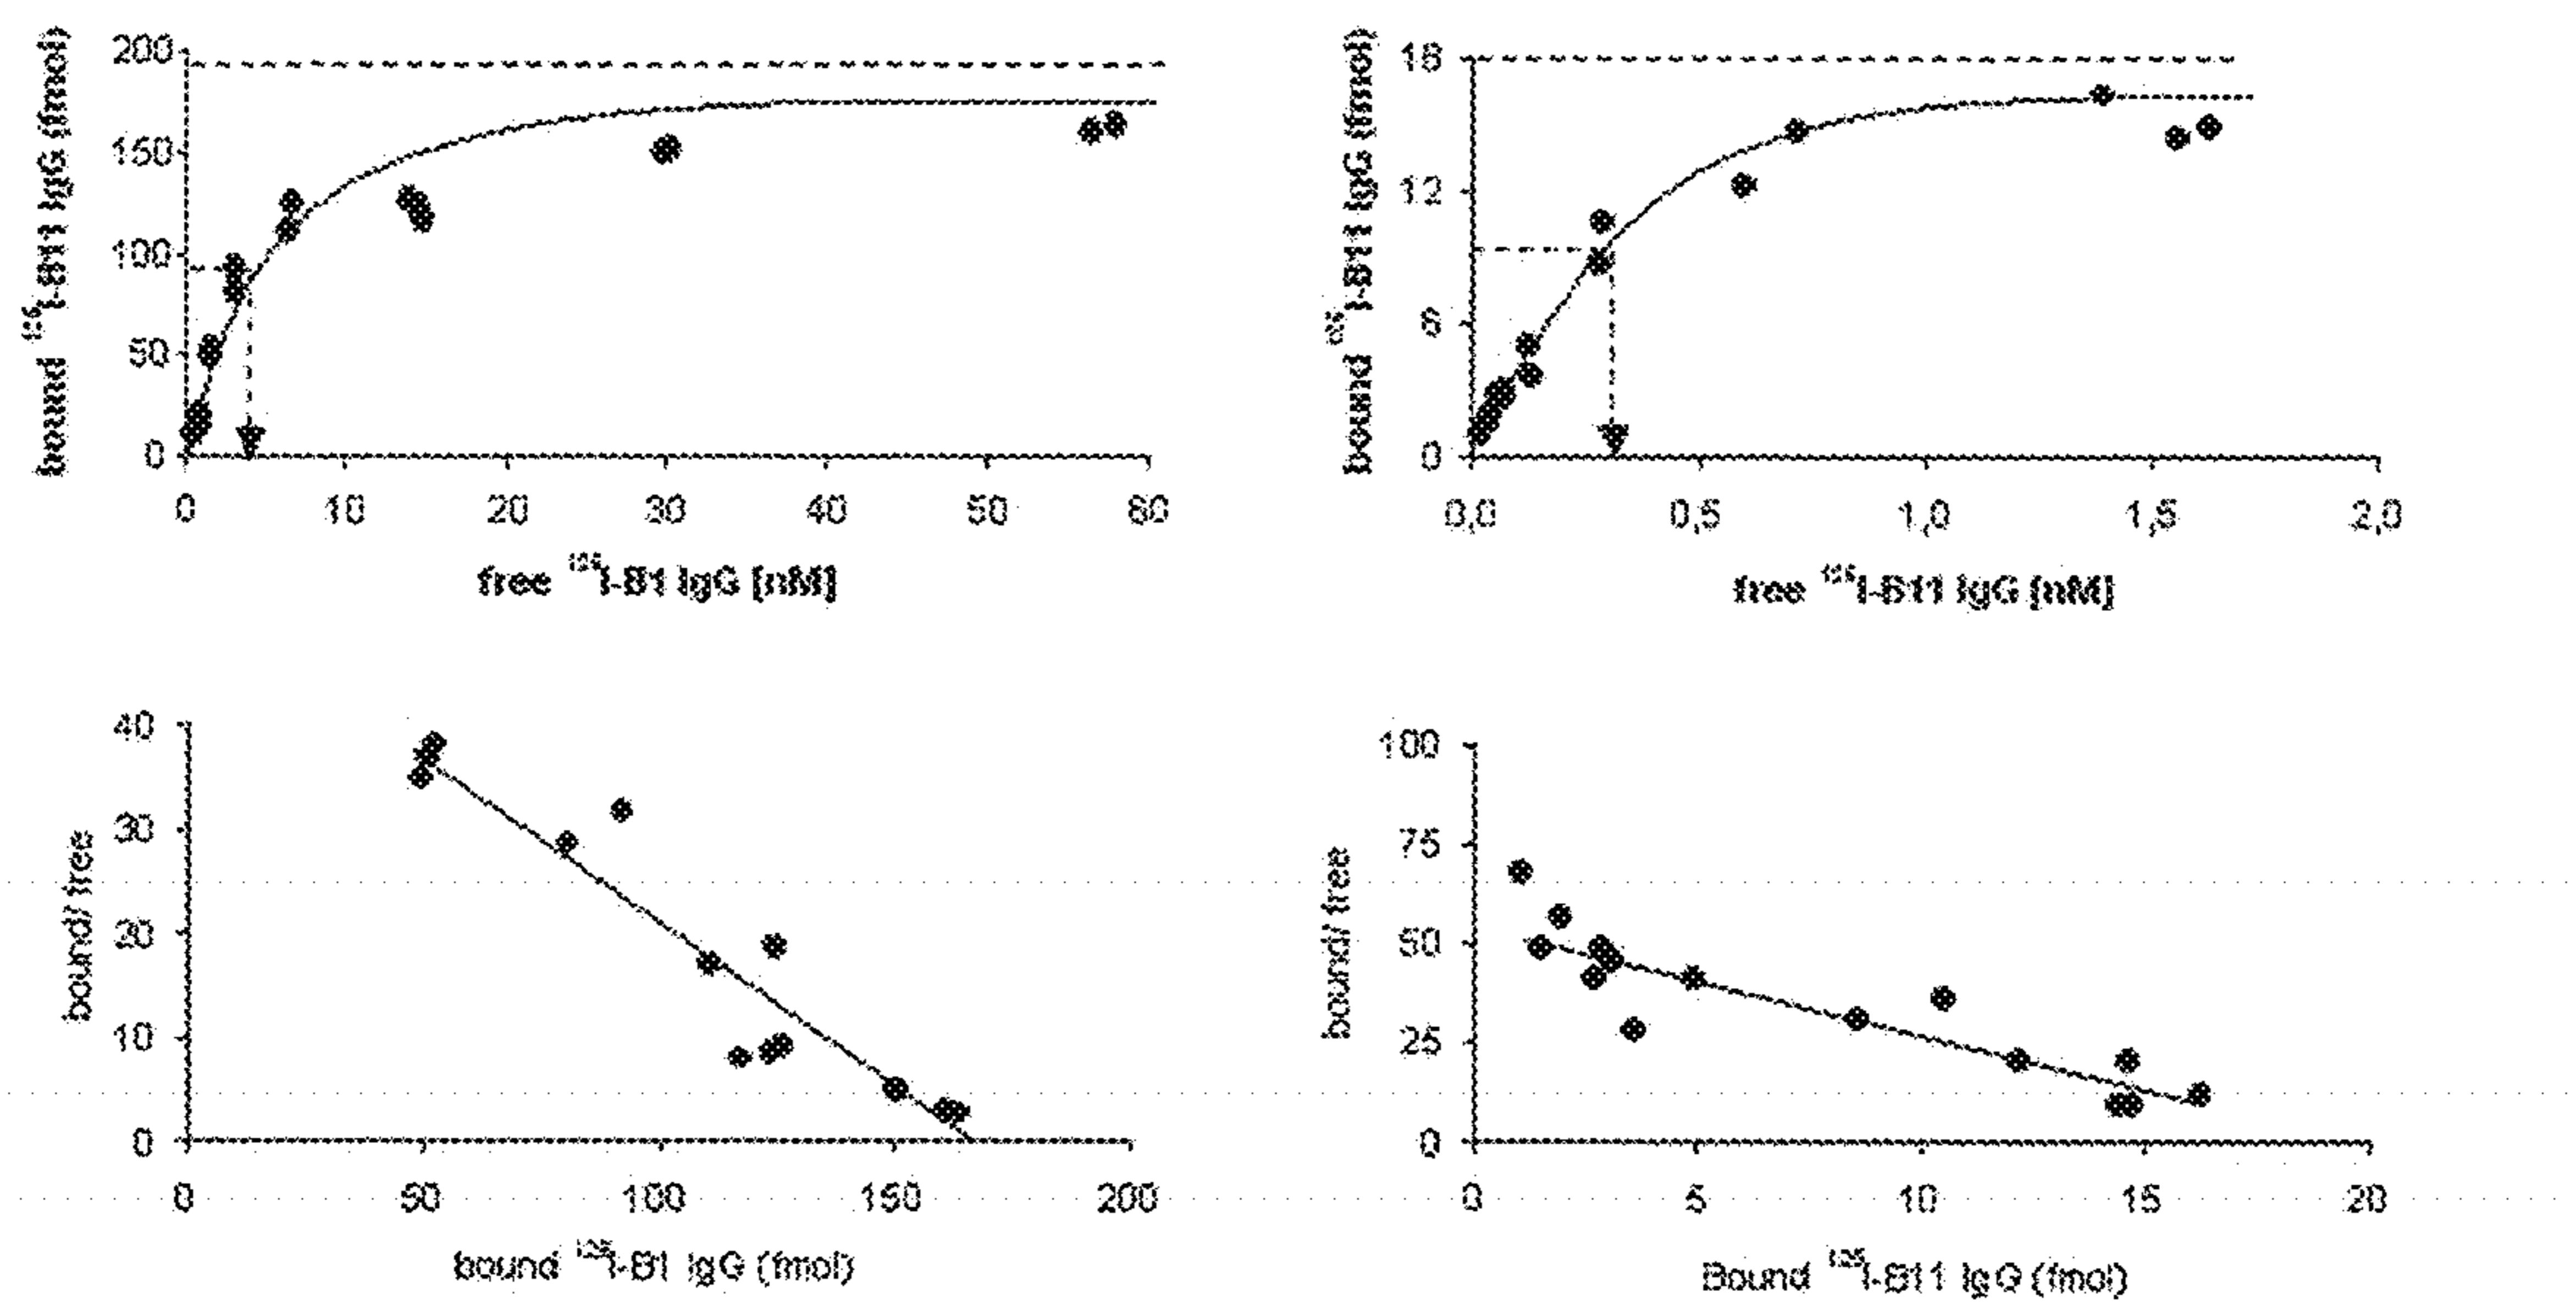 bound 125I-B11 IgG (fmol)
200
150
100
50
0
0 10 20 30 40 50 60
free 125I-B1 IgG [nM]
bound 125I-B11 IgG (fmol)
18
12
6
0
0,0 0,5 1,0 1,5 2,0
free 125I-B11 IgG [nM]
bound/ free
40
30
20
10
0
0 50 100 150 200
bound 125I-B1 IgG (fmol)
bound/ free
100
75
50
25
0
0 5 10 15 20
Bound 125I-B11 IgG (fmol)